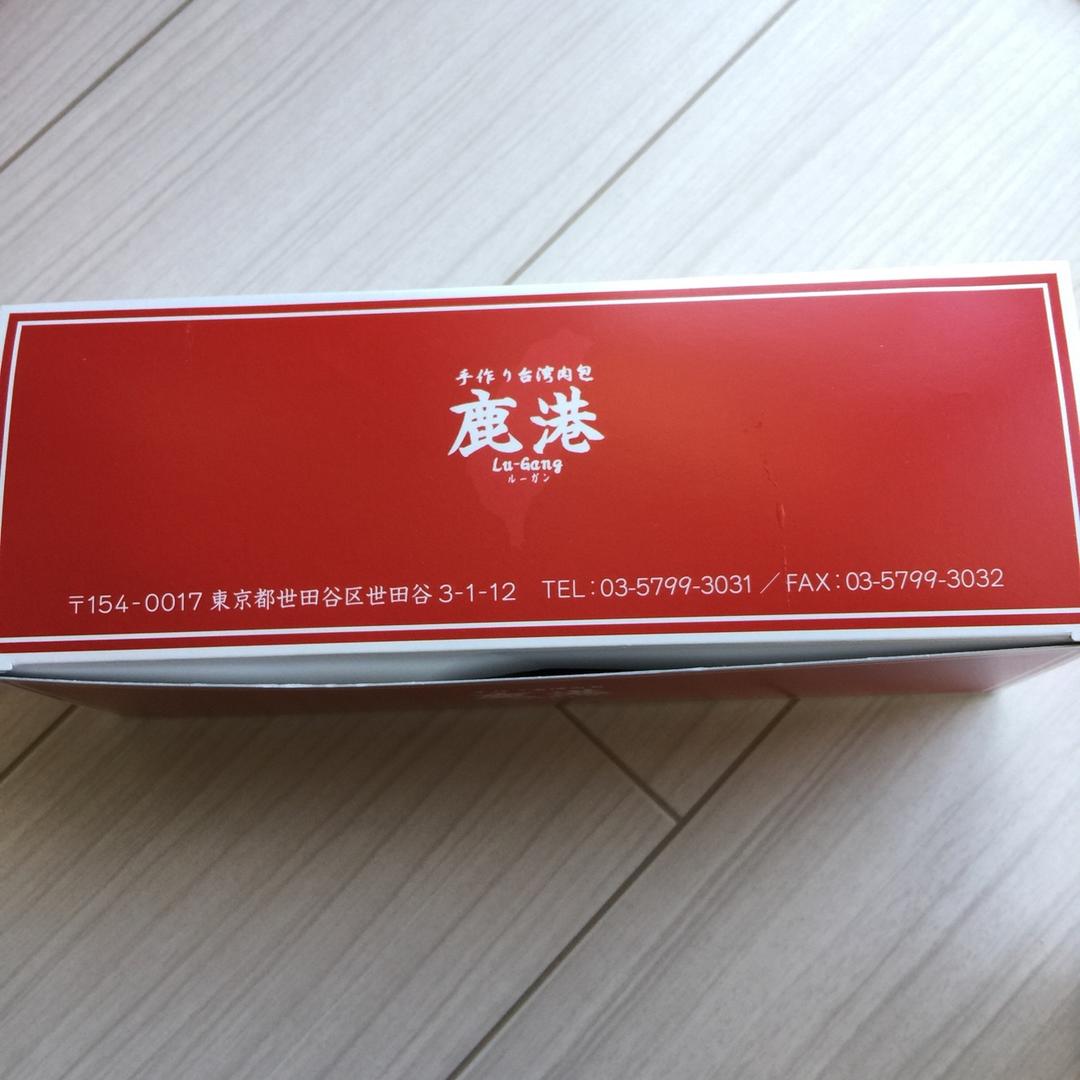 手作り台湾肉包
鹿港
Lu-Gang
ルーガン
〒154-0017 東京都世田谷区世田谷 3-1-12 TEL:03-5799-3031／FAX:03-5799-3032